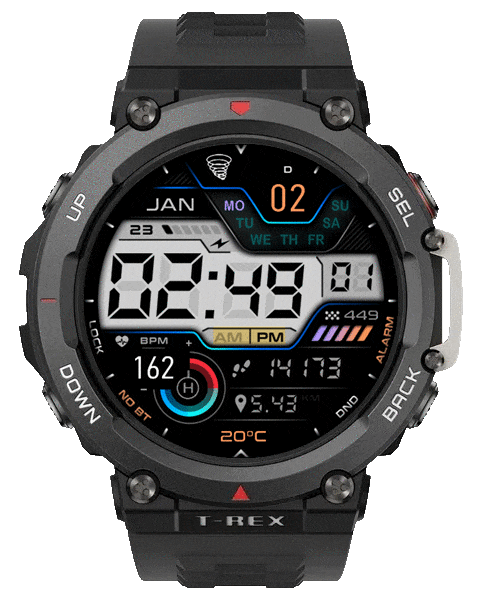 D
JAN MO 02 SU
TU SA
WE TH FR
UP
SEL
23
02:49 01
AM PM
449
LOCK
ALARM
BPM
162
H
14173
5.43 KM
DOWN
BACK
NO BT
DND
20°C
T-REX